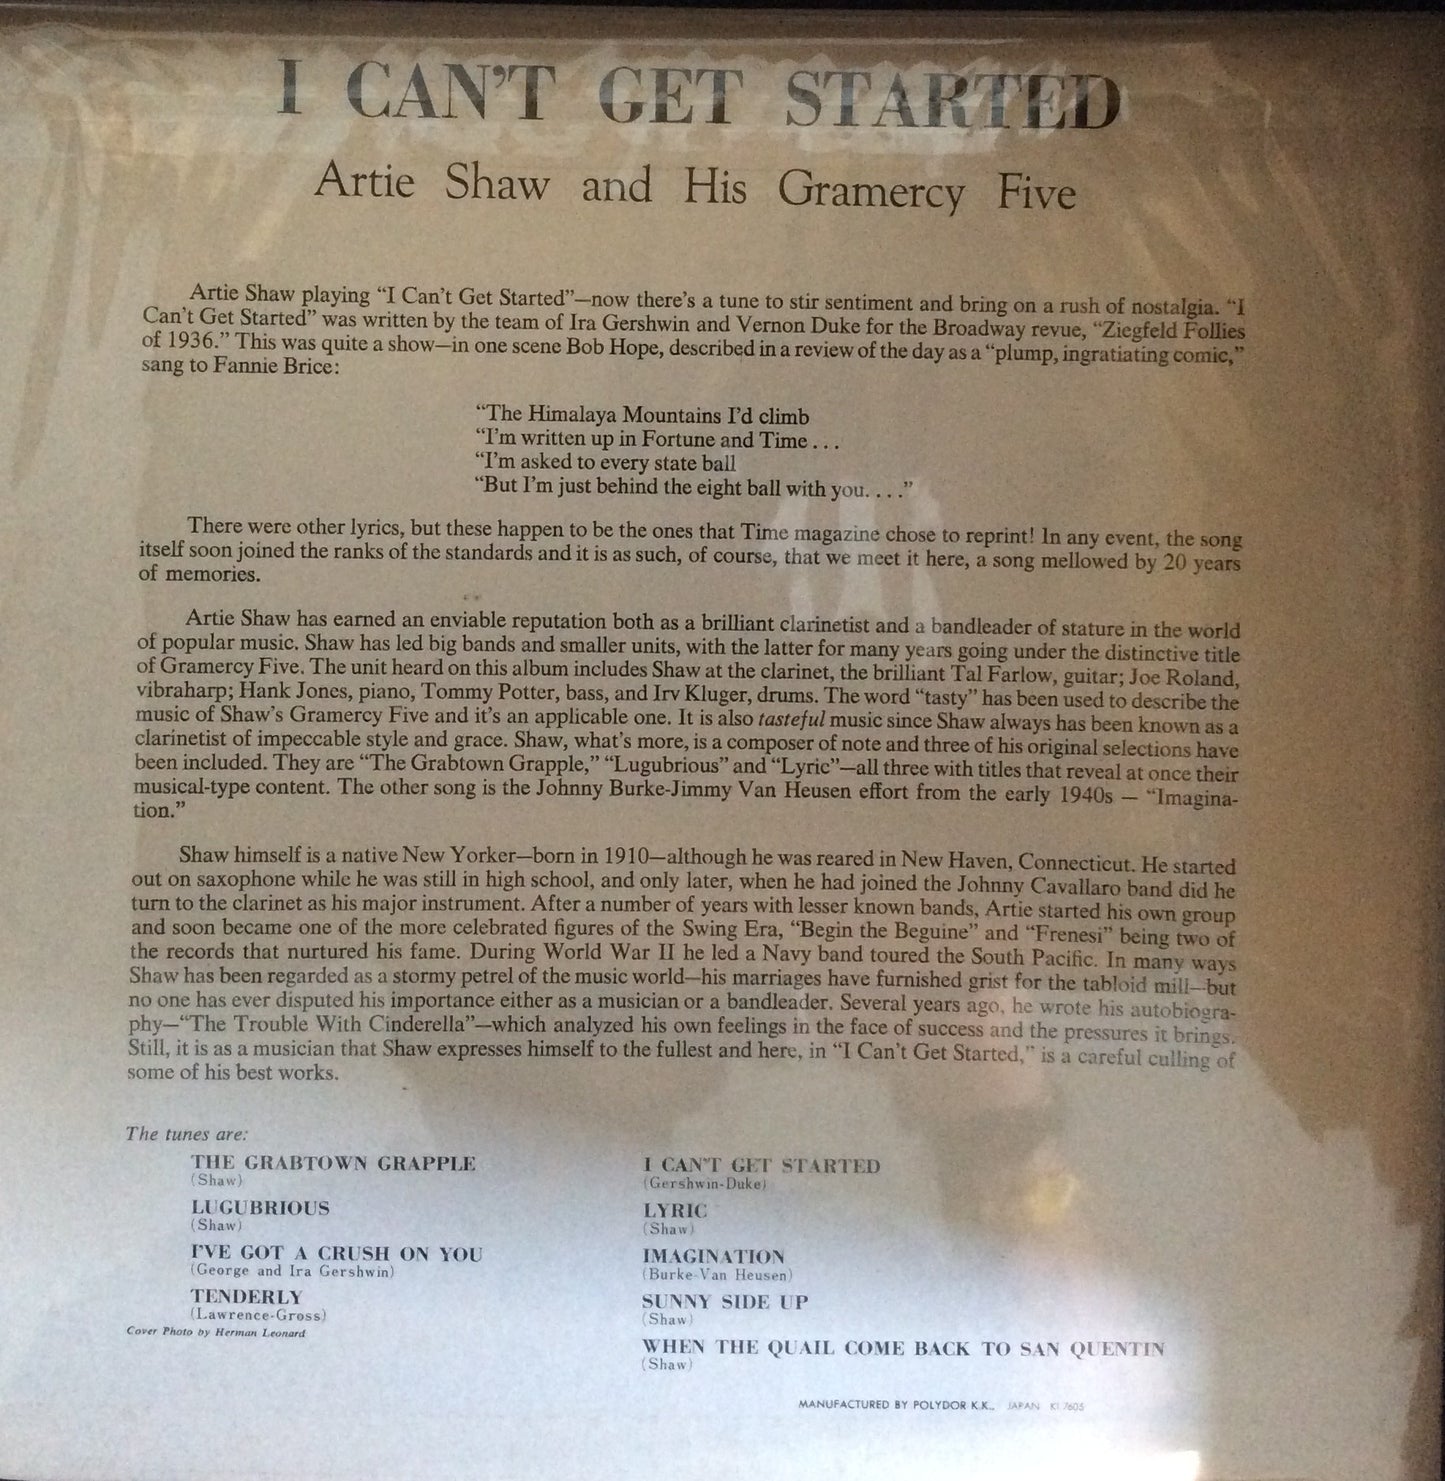 I CAN'T GET STARTED
Artie Shaw and His Gramercy Five
Artie Shaw playing “I Can't Get Started”—now there's a tune to stir sentiment and bring on a rush of nostalgia. “I
Can't Get Started” was written by the team of Ira Gershwin and Vernon Duke for the Broadway revue, “Ziegfeld Follies
of 1936.” This was quite a show—in one scene Bob Hope, described in a review of the day as a “plump, ingratiating comic,”
sang to Fannie Brice:
“The Himalaya Mountains I'd climb
“I'm written up in Fortune and Time . . .
“I'm asked to every state ball
“But I'm just behind the eight ball with you. . . .”
There were other lyrics, but these happen to be the ones that Time magazine chose to reprint! In any event, the song
itself soon joined the ranks of the standards and it is as such, of course, that we meet it here, a song mellowed by 20 years
of memories.
Artie Shaw has earned an enviable reputation both as a brilliant clarinetist and a bandleader of stature in the world
of popular music. Shaw has led big bands and smaller units, with the latter for many years going under the distinctive title
of Gramercy Five. The unit heard on this album includes Shaw at the clarinet, the brilliant Tal Farlow, guitar; Joe Roland,
vibraharp; Hank Jones, piano, Tommy Potter, bass, and Irv Kluger, drums. The word “tasty” has been used to describe the
music of Shaw's Gramercy Five and it's an applicable one. It is also tasteful music since Shaw always has been known as a
clarinetist of impeccable style and grace. Shaw, what's more, is a composer of note and three of his original selections have
been included. They are “The Grabtown Grapple,” “Lugubrious” and “Lyric”—all three with titles that reveal at once their
musical-type content. The other song is the Johnny Burke-Jimmy Van Heusen effort from the early 1940s — “Imagina-
tion.”
Shaw himself is a native New Yorker—born in 1910—although he was reared in New Haven, Connecticut. He started
out on saxophone while he was still in high school, and only later, when he had joined the Johnny Cavallaro band did he
turn to the clarinet as his major instrument. After a number of years with lesser known bands, Artie started his own group
and soon became one of the more celebrated figures of the Swing Era, “Begin the Beguine” and “Frenesi” being two of
the records that nurtured his fame. During World War II he led a Navy band toured the South Pacific. In many ways
Shaw has been regarded as a stormy petrel of the music world—his marriages have furnished grist for the tabloid mill—but
no one has ever disputed his importance either as a musician or a bandleader. Several years ago, he wrote his autobiogra-
phy—“The Trouble With Cinderella”—which analyzed his own feelings in the face of success and the pressures it brings.
Still, it is as a musician that Shaw expresses himself to the fullest and here, in “I Can't Get Started,” is a careful culling of
some of his best works.
The tunes are:
THE GRABTOWN GRAPPLE
(Shaw)
LUGUBRIOUS
(Shaw)
I'VE GOT A CRUSH ON YOU
(George and Ira Gershwin)
TENDERLY
(Lawrence-Gross)
Cover Photo by Herman Leonard
I CAN'T GET STARTED
(Gershwin-Duke)
LYRIC
(Shaw)
IMAGINATION
(Burke-Van Heusen)
SUNNY SIDE UP
(Shaw)
WHEN THE QUAIL COME BACK TO SAN QUENTIN
(Shaw)
MANUFACTURED BY POLYDOR K.K., JAPAN KI 7605